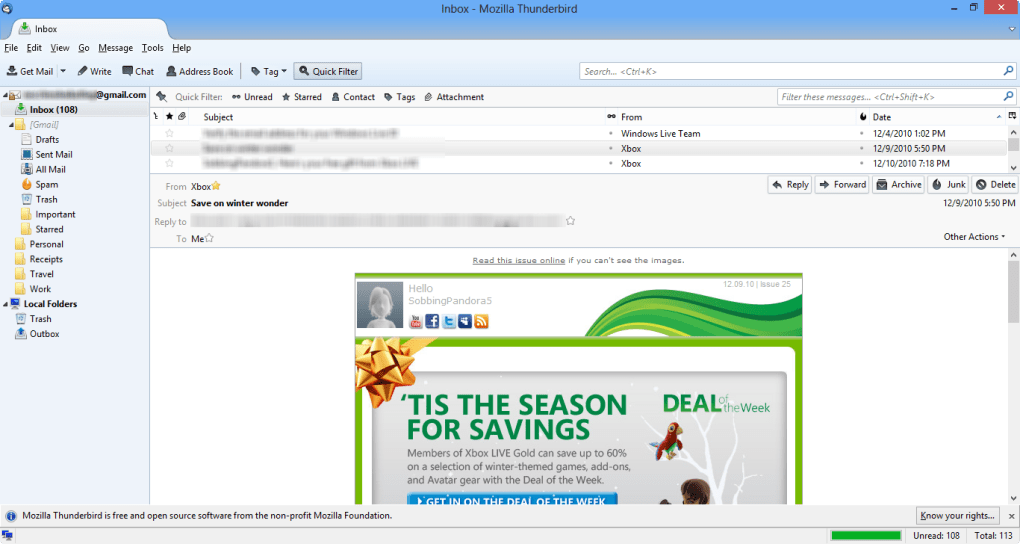 Inbox - Mozilla Thunderbird
Inbox
File Edit View Go Message Tools Help
Get Mail Write Chat Address Book Tag Quick Filter Search... <Ctrl+K>
@gmail.com
Inbox (108)
[Gmail]
Drafts
Sent Mail
All Mail
Spam
Trash
Important
Starred
Personal
Receipts
Travel
Work
Local Folders
Trash
Outbox
Quick Filter: Unread Starred Contact Tags Attachment Filter these messages... <Ctrl+Shift+K>
Subject From Date
Windows Live Team 12/4/2010 1:02 PM
Xbox 12/9/2010 5:50 PM
Xbox 12/10/2010 7:18 PM
From Xbox Reply Forward Archive Junk Delete
Subject Save on winter wonder 12/9/2010 5:50 PM
Reply to
To Me Other Actions
Read this issue online if you can't see the images.
12.09.10 | Issue 25
Hello
SobbingPandora5
You Tube
'TIS THE SEASON
FOR SAVINGS
DEAL of the Week
Members of Xbox LIVE Gold can save up to 60%
on a selection of winter-themed games, add-ons,
and Avatar gear with the Deal of the Week.
GET IN ON THE DEAL OF THE WEEK
Mozilla Thunderbird is free and open source software from the non-profit Mozilla Foundation. Know your rights...
Unread: 108 Total: 113